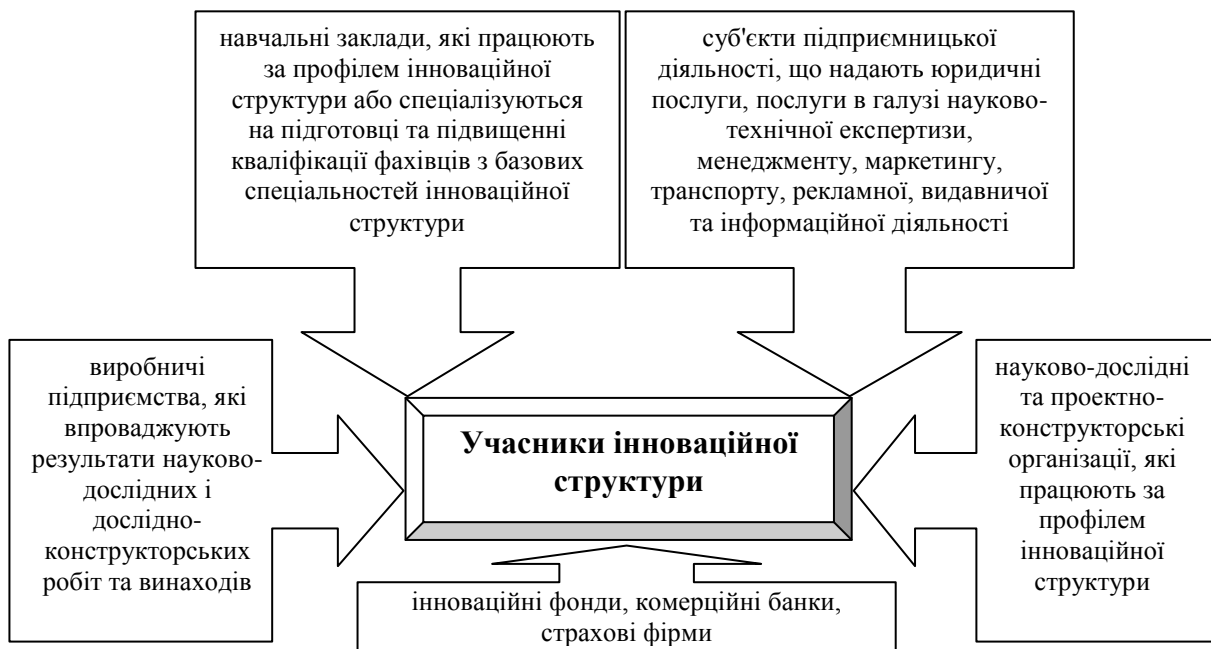 навчальні заклади, які працюють
за профілем інноваційної
структури або спеціалізуються
на підготовці та підвищенні
кваліфікації фахівців з базових
спеціальностей інноваційної
структури
суб'єкти підприємницької
діяльності, що надають юридичні
послуги, послуги в галузі науково-
технічної експертизи,
менеджменту, маркетингу,
транспорту, рекламної, видавничої
та інформаційної діяльності
виробничі
підприємства, які
впроваджують
результати науково-
дослідних і
дослідно-
конструкторських
робіт та винаходів
Учасники інноваційної
структури
науково-дослідні
та проектно-
конструкторські
організації, які
працюють за
профілем
інноваційної
структури
інноваційні фонди, комерційні банки,
страхові фірми